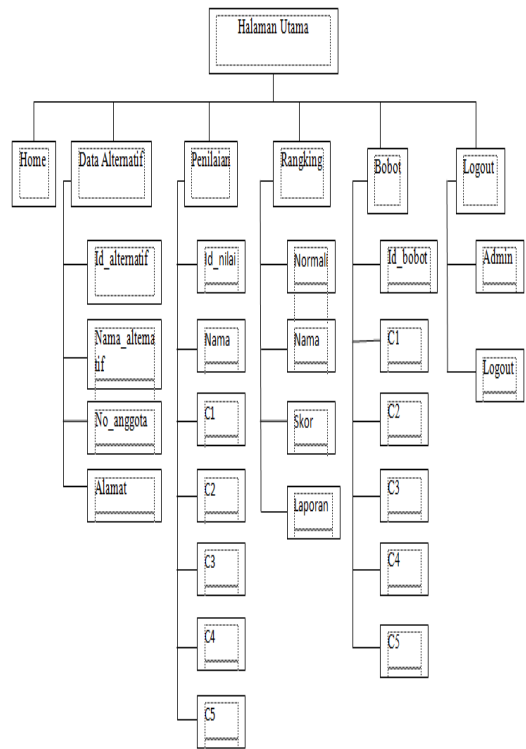 Halaman Utama
Home
Data Alternatif
Penilaian
Rangking
Bobot
Logout
Id_alternatif
Nama_alterna
tif
No_anggota
Alamat
Id_nilai
Nama
C1
C2
C3
C4
C5
Normali
Nama
Skor
Laporan
Id_bobot
C1
C2
C3
C4
C5
Admin
Logout